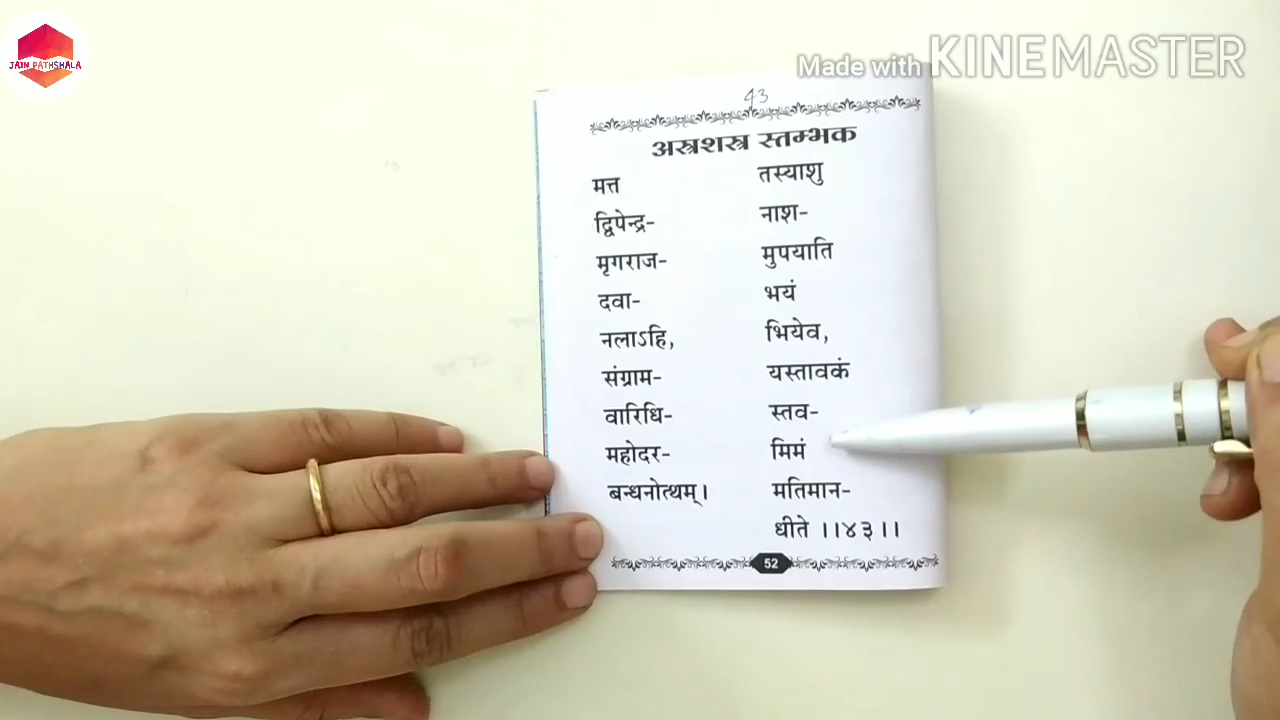 JAIN PATHSHALA
Made with KINEMASTER
43
अस्त्रशस्त्र स्तम्भक
मत्त
द्विपेन्द्र-
मृगराज-
दवा-
नलाऽहि,
संग्राम-
वारिधि-
महोदर-
बन्धनोत्थम्।
तस्याशु
नाश-
मुपयाति
भयं
भियेव,
यस्तावकं
स्तव-
मिमं
मतिमान-
धीते ।।४३।।
52